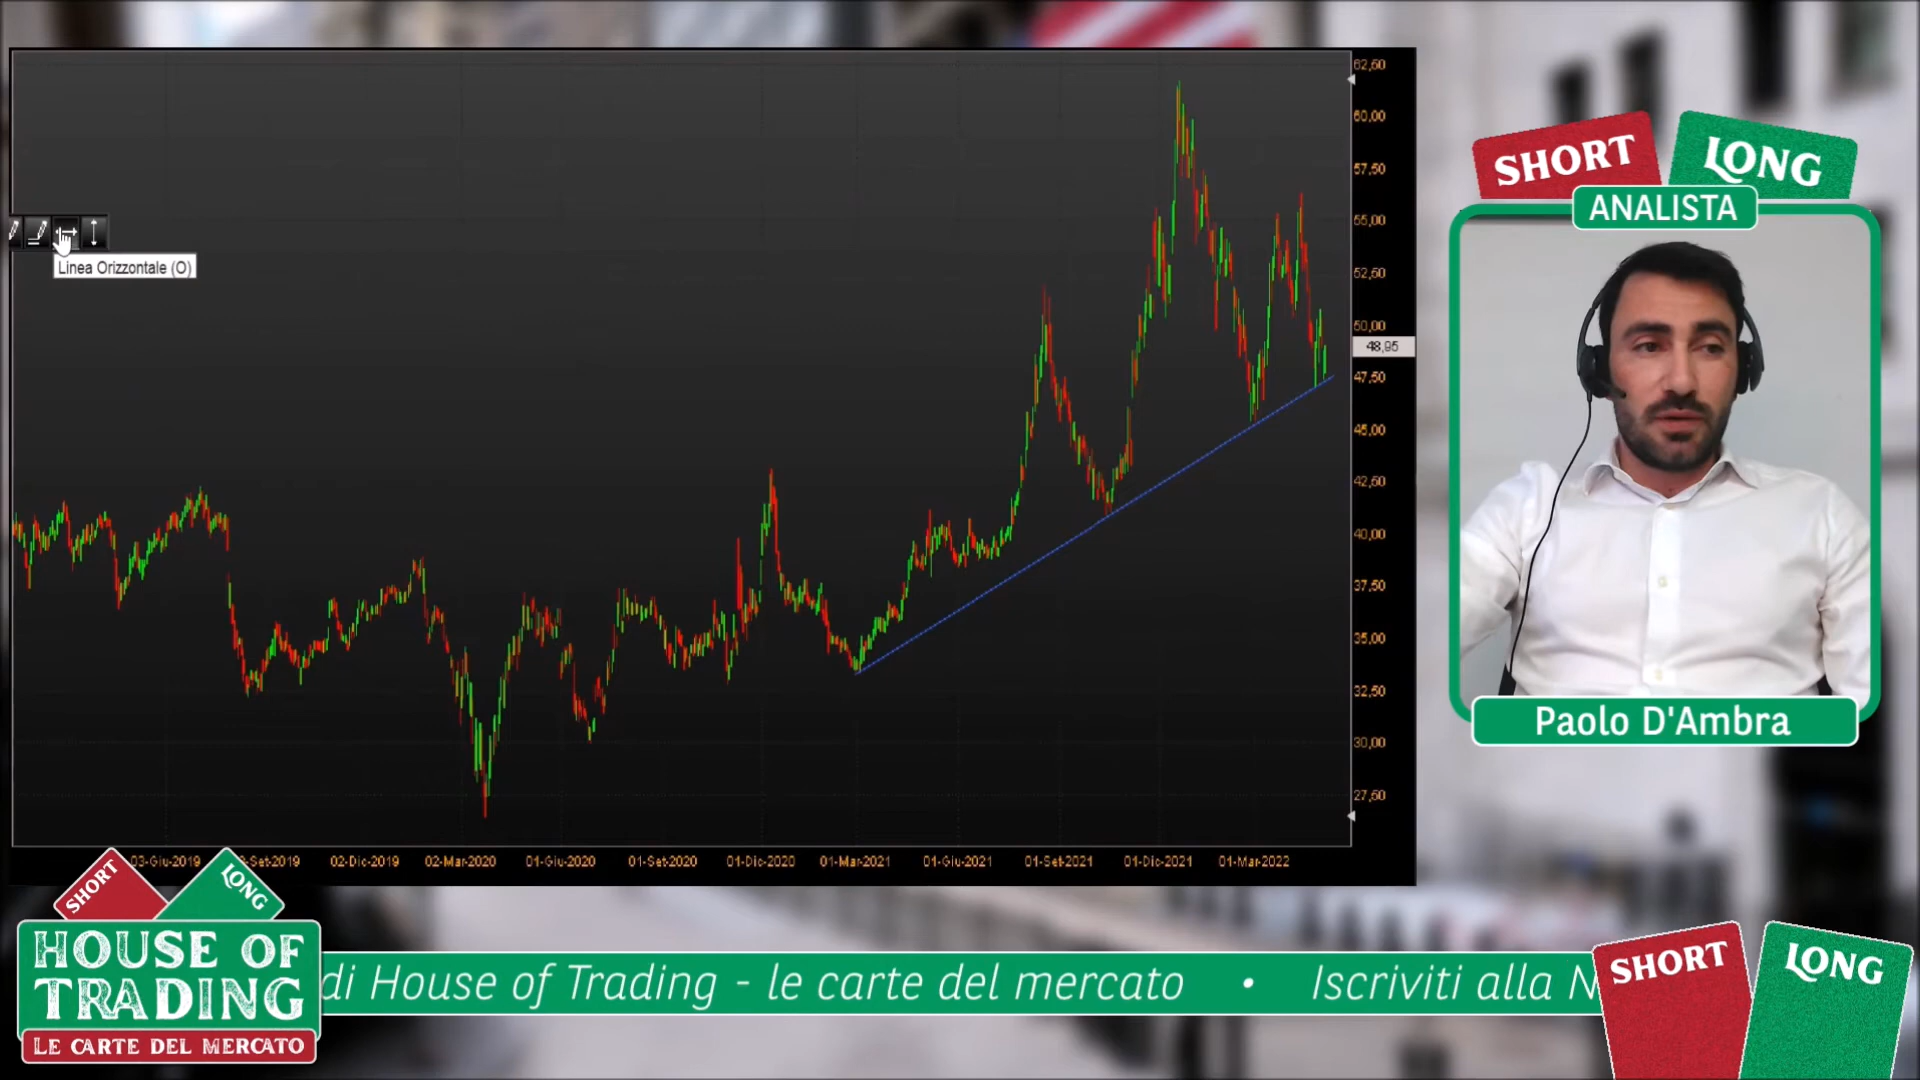 62,50
60,00
57,50
55,00
52,50
50,00
48,95
47,50
45,00
42,50
40,00
37,50
35,00
32,50
30,00
27,50
Linea Orizzontale (O)
03-Giu-2019
-Set-2019
02-Dic-2019
02-Mar-2020
01-Giu-2020
01-Set-2020
01-Dic-2020
01-Mar-2021
01-Giu-2021
01-Set-2021
01-Dic-2021
01-Mar-2022
SHORT
LONG
ANALISTA
Paolo D'Ambra
SHORT
LONG
HOUSE OF
TRADING
LE CARTE DEL MERCATO
di House of Trading - le carte del mercato • Iscriviti alla N
SHORT
LONG